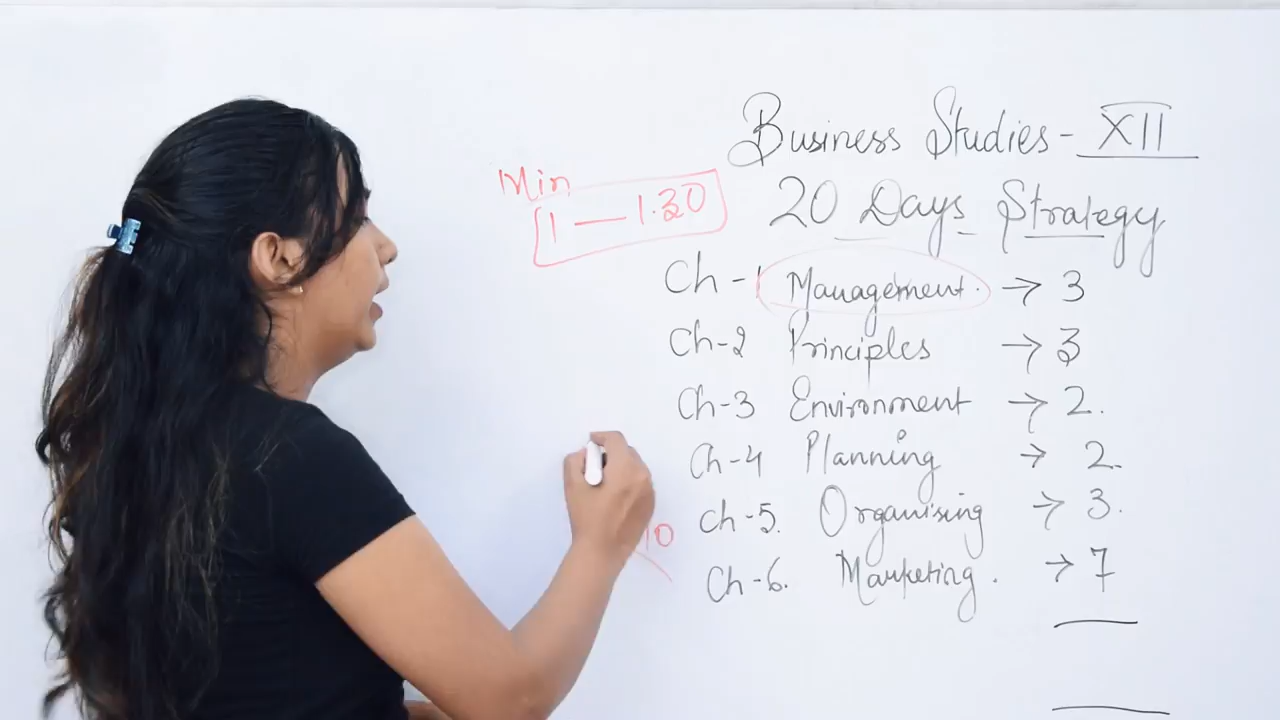 Business Studies - XII
20 Days Strategy
Min
1 — 1.30
Ch-1 Management. → 3
Ch-2 Principles → 3
Ch-3 Environment → 2.
Ch-4 Planning → 2.
Ch-5. Organising → 3.
10
Ch-6. Marketing. → 7